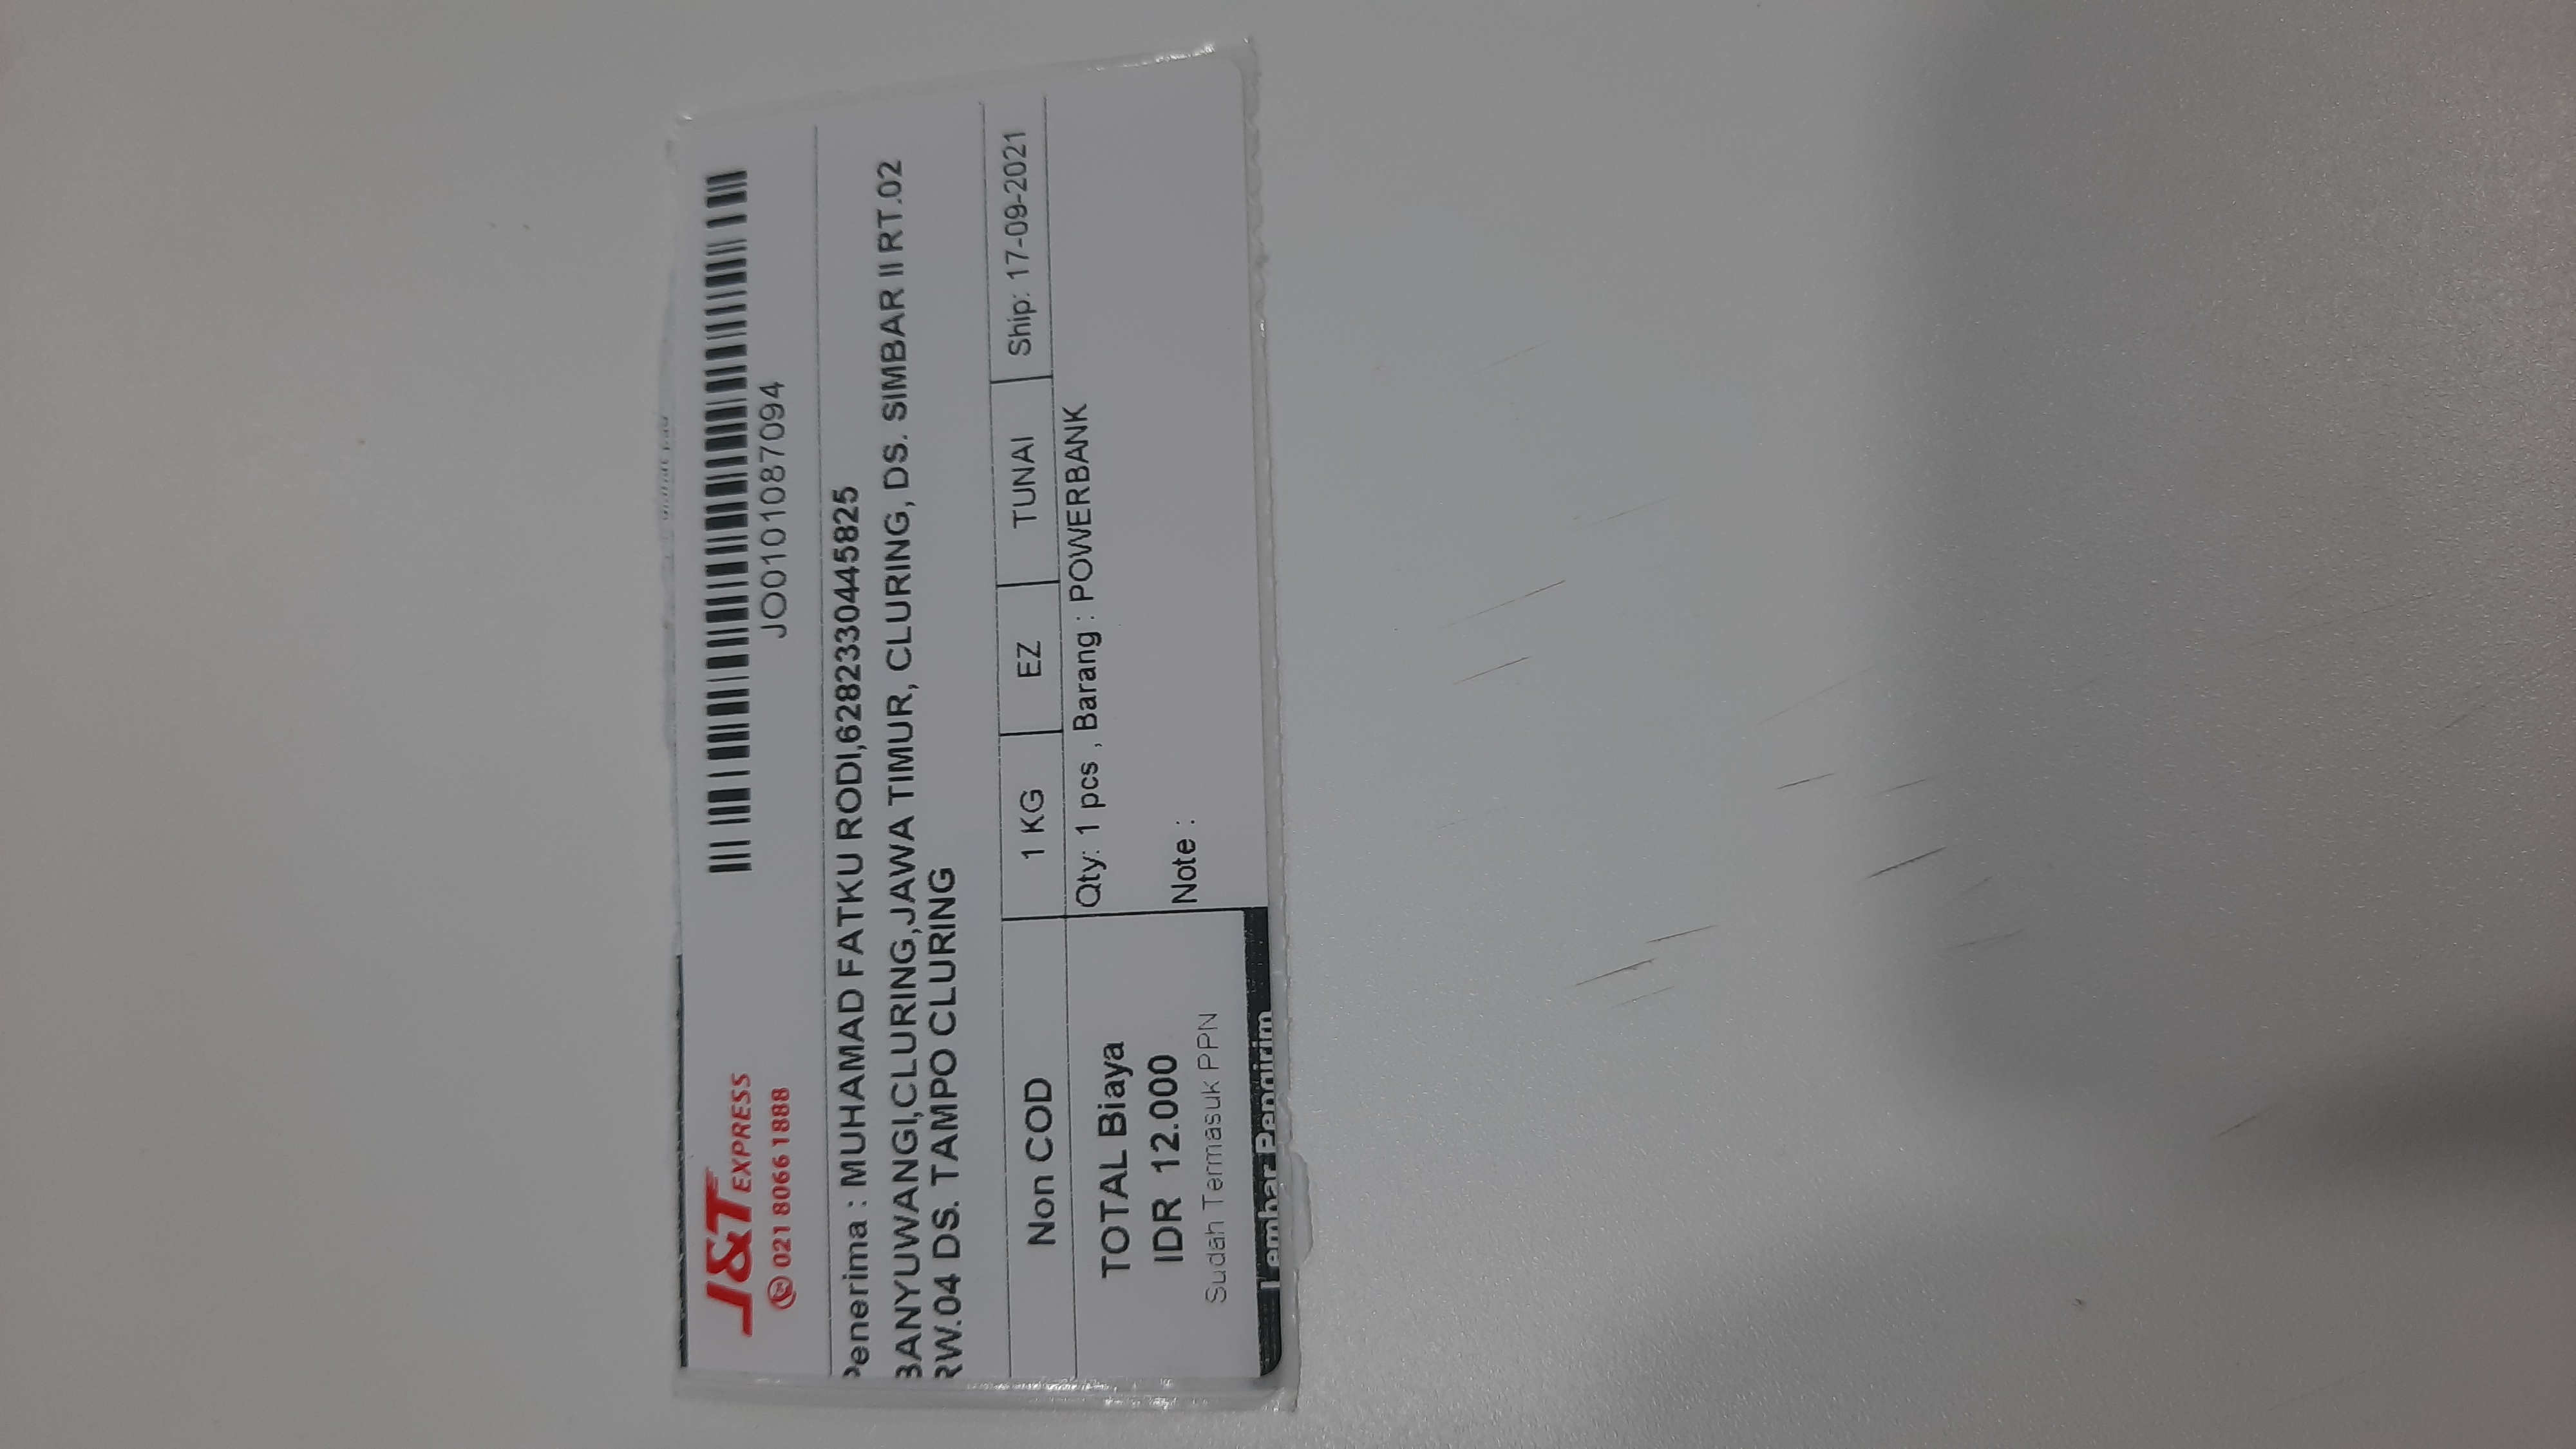 J&T EXPRESS
021 8066 1888
JO0101087094
Penerima : MUHAMAD FATKU RODI,6282330445825
BANYUWANGI,CLURING,JAWA TIMUR, CLURING, DS. SIMBAR II RT.02
RW.04 DS. TAMPO CLURING
Non COD
1 KG
EZ
TUNAI
Ship: 17-09-2021
TOTAL Biaya
IDR 12.000
Sudah Termasuk PPN
Lembar Pengirim
Qty: 1 pcs , Barang : POWERBANK
Note :